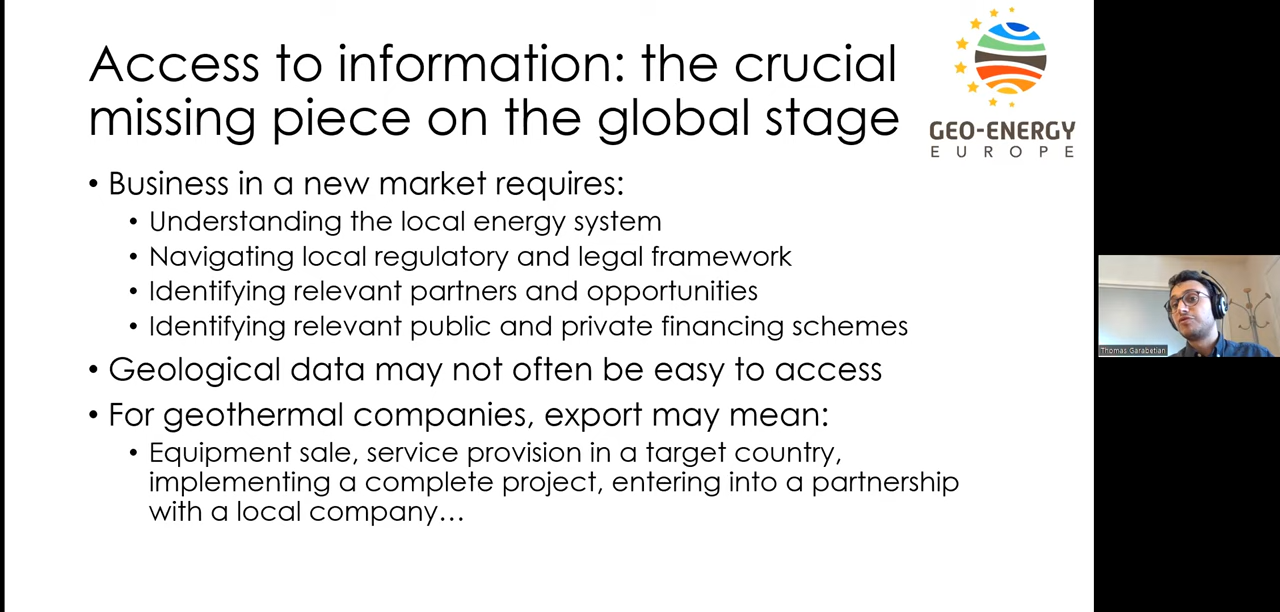 Access to information: the crucial
missing piece on the global stage
GEO-ENERGY
EUROPE
• Business in a new market requires:
• Understanding the local energy system
• Navigating local regulatory and legal framework
• Identifying relevant partners and opportunities
• Identifying relevant public and private financing schemes
• Geological data may not often be easy to access
• For geothermal companies, export may mean:
• Equipment sale, service provision in a target country,
implementing a complete project, entering into a partnership
with a local company…
Thomas Garabetian